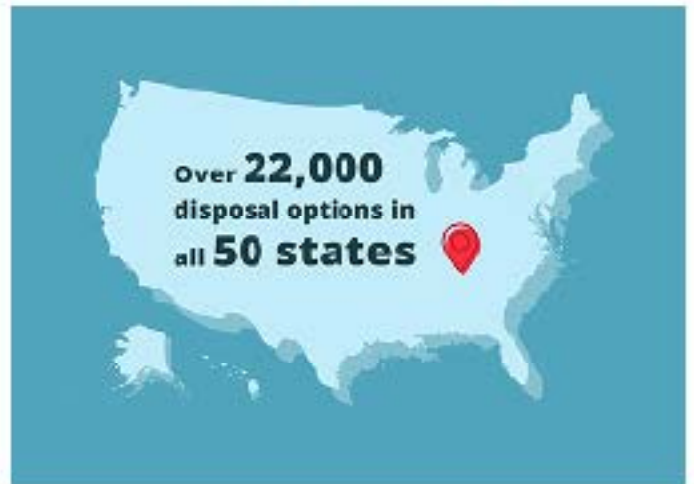 Over 22,000
disposal options in
all 50 states